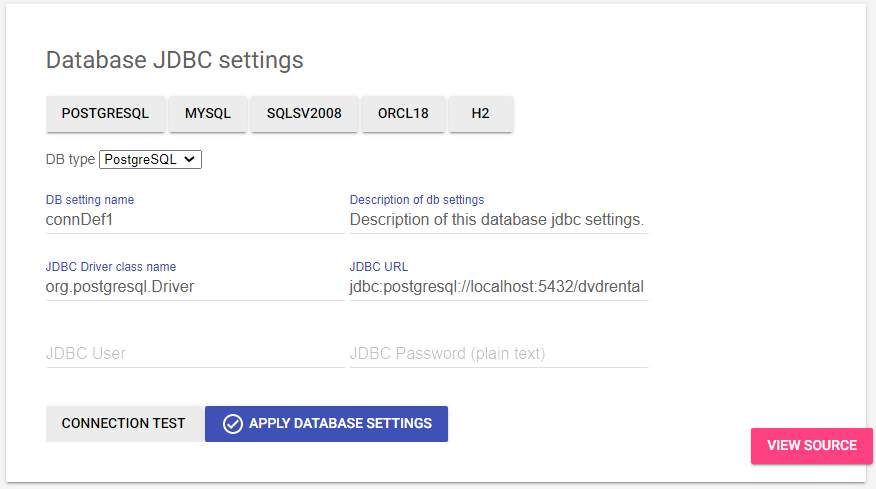 Database JDBC settings
POSTGRESQL MYSQL SQLSV2008 ORCL18 H2
DB type PostgreSQL
DB setting name Description of db settings
connDef1 Description of this database jdbc settings.
JDBC Driver class name JDBC URL
org.postgresql.Driver jdbc:postgresql://localhost:5432/dvdrental
JDBC User JDBC Password (plain text)
CONNECTION TEST APPLY DATABASE SETTINGS
VIEW SOURCE